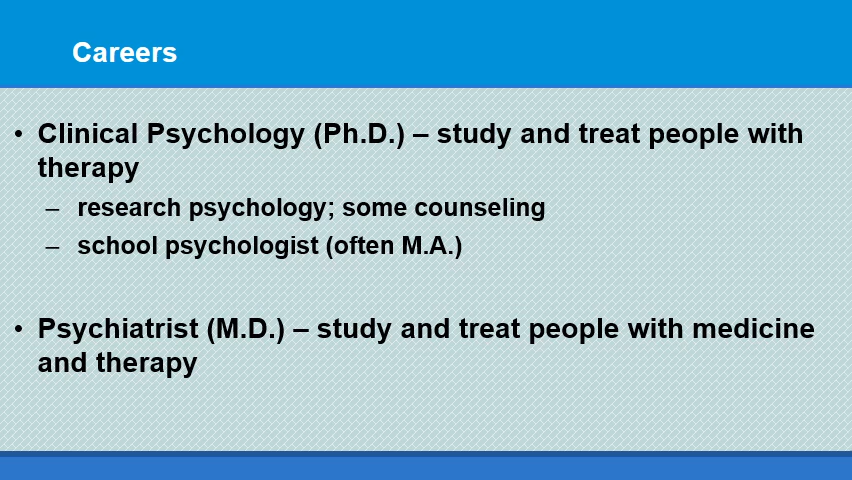 Careers
• Clinical Psychology (Ph.D.) – study and treat people with
therapy
– research psychology; some counseling
– school psychologist (often M.A.)
• Psychiatrist (M.D.) – study and treat people with medicine
and therapy